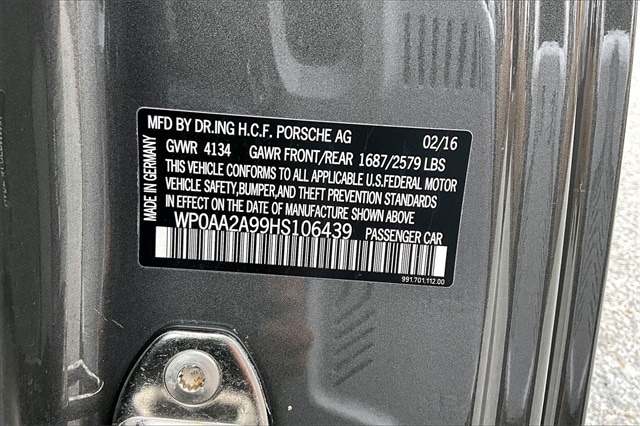 MFD BY DR.ING H.C.F. PORSCHE AG 02/16
GVWR 4134 GAWR FRONT/REAR 1687/2579 LBS
THIS VEHICLE CONFORMS TO ALL APPLICABLE U.S.FEDERAL MOTOR
VEHICLE SAFETY,BUMPER,AND THEFT PREVENTION STANDARDS
IN EFFECT ON THE DATE OF MANUFACTURE SHOWN ABOVE.
WP0AA2A99HS106439 PASSENGER CAR
991.701.112.00
MADE IN GERMANY